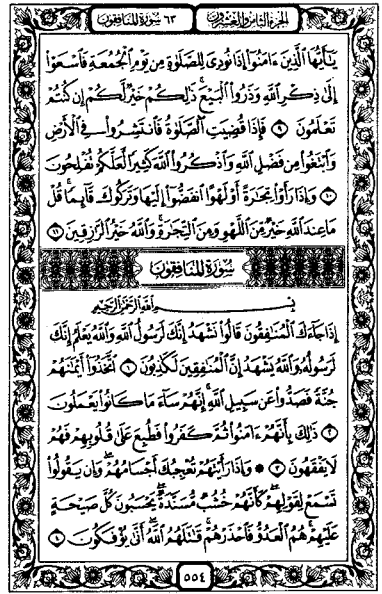 الجزء الثامن والعشرون ٦٣ سورة المنافقون
يَٰٓأَيُّهَا ٱلَّذِينَ ءَامَنُوٓا۟ إِذَا نُودِىَ لِلصَّلَوٰةِ مِن يَوْمِ ٱلْجُمُعَةِ فَٱسْعَوْا۟
إِلَىٰ ذِكْرِ ٱللَّهِ وَذَرُوا۟ ٱلْبَيْعَ ۚ ذَٰلِكُمْ خَيْرٌ لَّكُمْ إِن كُنتُمْ
تَعْلَمُونَ ٩ فَإِذَا قُضِيَتِ ٱلصَّلَوٰةُ فَٱنتَشِرُوا۟ فِى ٱلْأَرْضِ
وَٱبْتَغُوا۟ مِن فَضْلِ ٱللَّهِ وَٱذْكُرُوا۟ ٱللَّهَ كَثِيرًا لَّعَلَّكُمْ تُفْلِحُونَ
١٠ وَإِذَا رَأَوْا۟ تِجَٰرَةً أَوْ لَهْوًا ٱنفَضُّوٓا۟ إِلَيْهَا وَتَرَكُوكَ قَآئِمًا ۚ قُلْ
مَا عِندَ ٱللَّهِ خَيْرٌ مِّنَ ٱللَّهْوِ وَمِنَ ٱلتِّجَٰرَةِ ۚ وَٱللَّهُ خَيْرُ ٱلرَّٰزِقِينَ ١١
سُورَةُ المنَافِقُونَ
بِسْمِ ٱللَّهِ ٱلرَّحْمَٰنِ ٱلرَّحِيمِ
إِذَا جَآءَكَ ٱلْمُنَٰفِقُونَ قَالُوا۟ نَشْهَدُ إِنَّكَ لَرَسُولُ ٱللَّهِ ۗ وَٱللَّهُ يَعْلَمُ إِنَّكَ
لَرَسُولُهُۥ وَٱللَّهُ يَشْهَدُ إِنَّ ٱلْمُنَٰفِقِينَ لَكَٰذِبُونَ ١ ٱتَّخَذُوٓا۟ أَيْمَٰنَهُمْ
جُنَّةً فَصَدُّوا۟ عَن سَبِيلِ ٱللَّهِ ۚ إِنَّهُمْ سَآءَ مَا كَانُوا۟ يَعْمَلُونَ
٢ ذَٰلِكَ بِأَنَّهُمْ ءَامَنُوا۟ ثُمَّ كَفَرُوا۟ فَطُبِعَ عَلَىٰ قُلُوبِهِمْ فَهُمْ
لَا يَفْقَهُونَ ٣ ۞ وَإِذَا رَأَيْتَهُمْ تُعْجِبُكَ أَجْسَامُهُمْ ۖ وَإِن يَقُولُوا۟
تَسْمَعْ لِقَوْلِهِمْ ۖ كَأَنَّهُمْ خُشُبٌ مُّسَنَّدَةٌ ۖ يَحْسَبُونَ كُلَّ صَيْحَةٍ
عَلَيْهِمْ ۚ هُمُ ٱلْعَدُوُّ فَٱحْذَرْهُمْ ۚ قَٰتَلَهُمُ ٱللَّهُ ۖ أَنَّىٰ يُؤْفَكُونَ ٤
٥٥٤